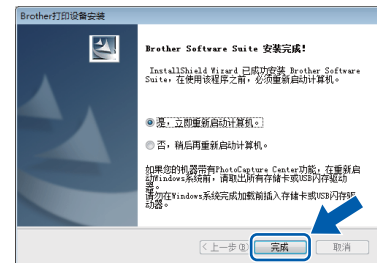 Brother打印设备安装
Brother Software Suite 安装完成！
InstallShield Wizard 已成功安装 Brother Software
Suite，在使用该程序之前，必须重新启动计算机。
是，立即重新启动计算机。
否，稍后再重新启动计算机。
如果您的机器带有PhotoCapture Center功能，在重新启
动Windows系统前，请取出所有存储卡或USB闪存驱动
器。
请勿在Windows系统完成加载前插入存储卡或USB闪存驱
动器。
<上一步(B) 完成 取消